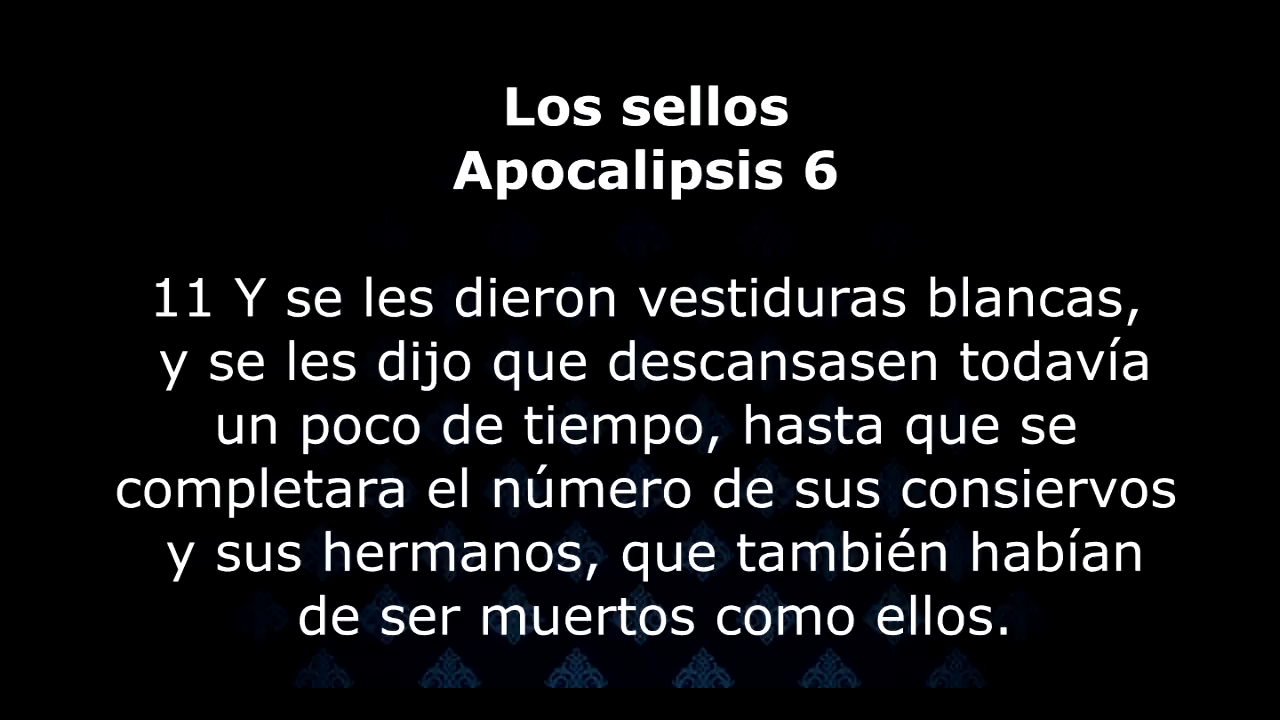 Los sellos
Apocalipsis 6
11 Y se les dieron vestiduras blancas,
y se les dijo que descansasen todavía
un poco de tiempo, hasta que se
completara el número de sus consiervos
y sus hermanos, que también habían
de ser muertos como ellos.